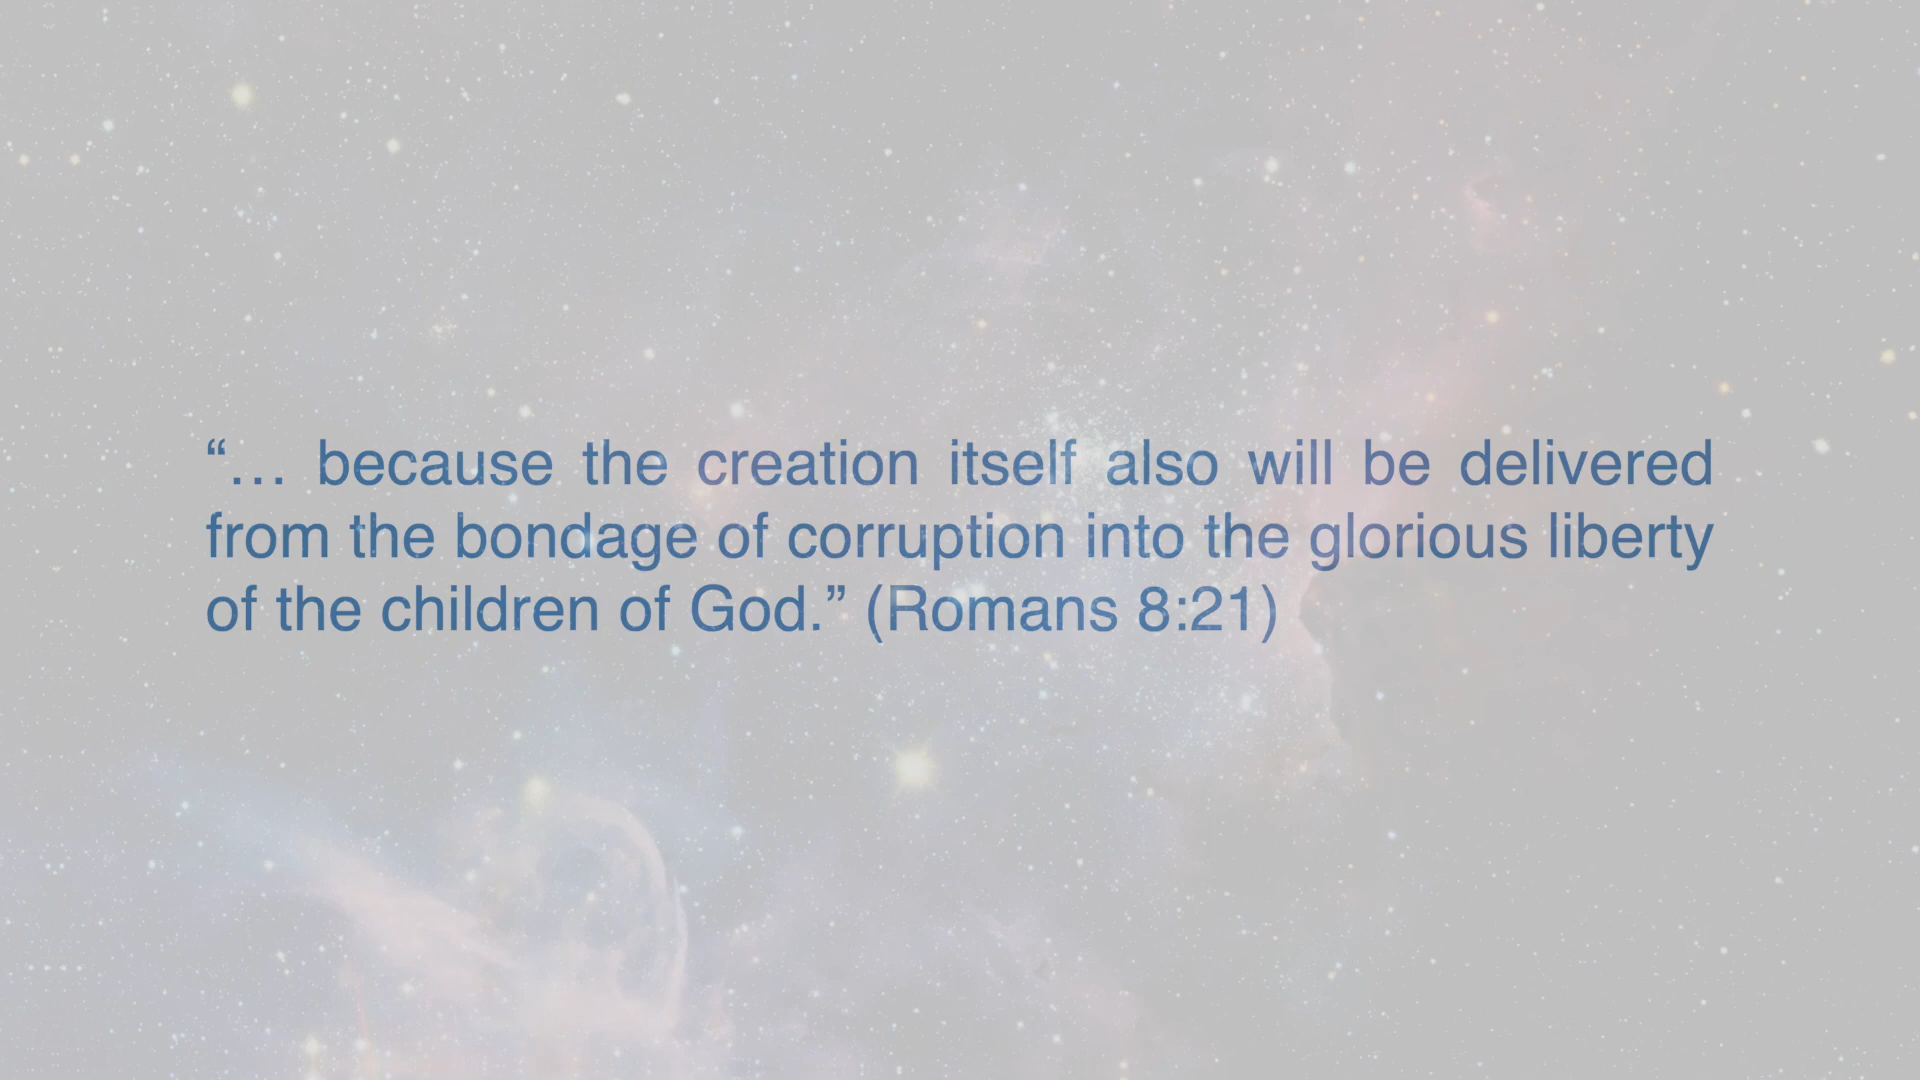 “… because the creation itself also will be delivered
from the bondage of corruption into the glorious liberty
of the children of God.” (Romans 8:21)